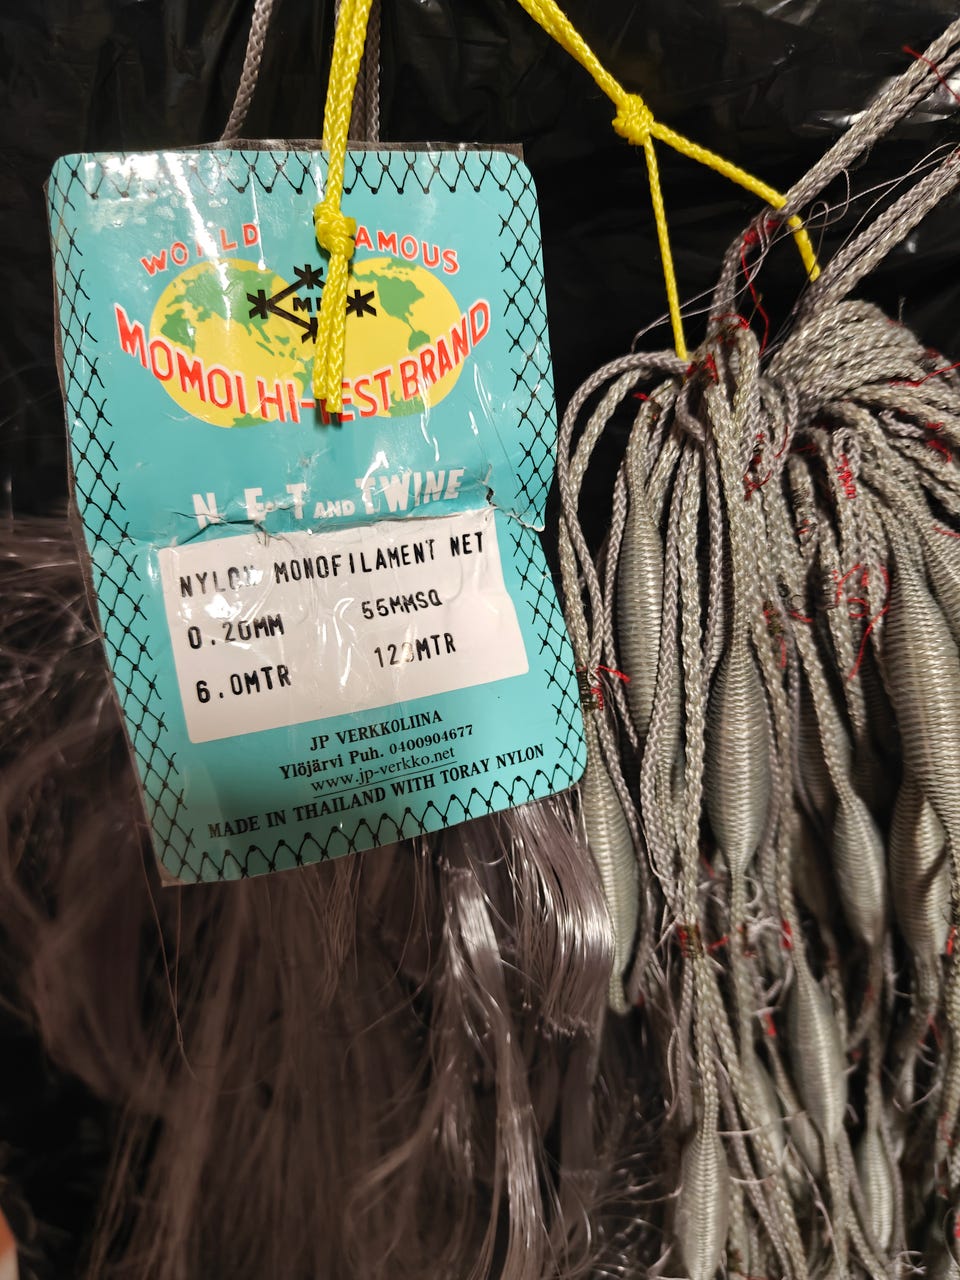 WORLD FAMOUS
MOMOI HI-TEST BRAND
NET AND TWINE
NYLON MONOFILAMENT NET
0.20MM 55MMSQ
6.0MTR
JP VERKKOLIINA
Ylöjärvi Puh. 0400904677
www.jp-verkko.net
MADE IN THAILAND WITH TORAY NYLON